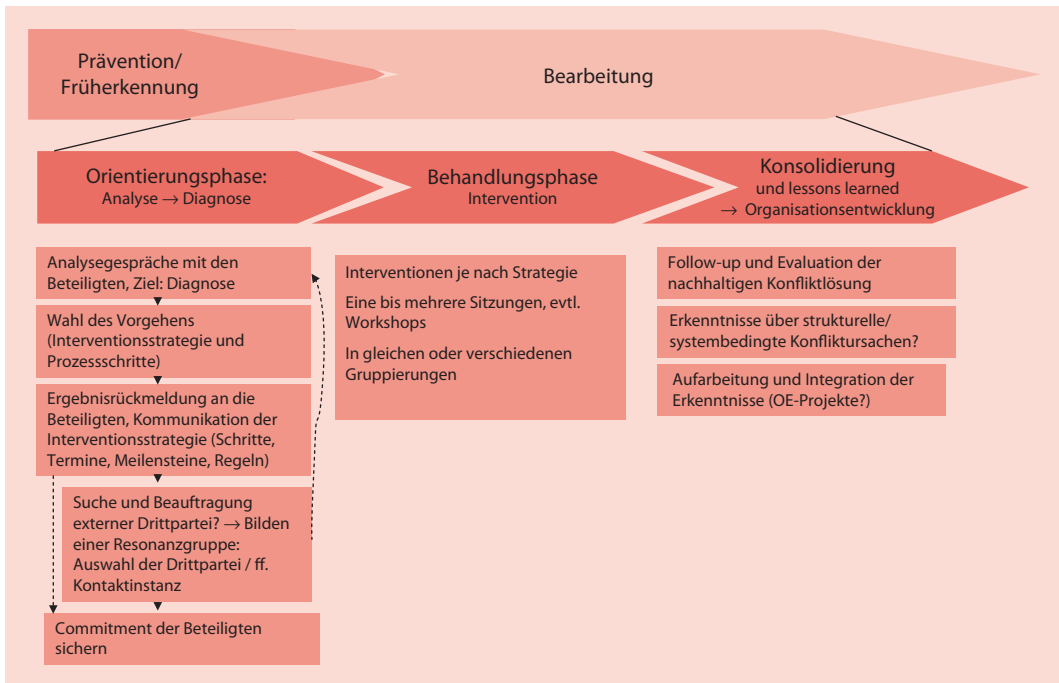 Prävention/
Früherkennung
Bearbeitung
Orientierungsphase:
Analyse → Diagnose
Behandlungsphase
Intervention
Konsolidierung
und lessons learned
→ Organisationsentwicklung
Analysegespräche mit den
Beteiligten, Ziel: Diagnose
Wahl des Vorgehens
(Interventionsstrategie und
Prozessschritte)
Ergebnisrückmeldung an die
Beteiligten, Kommunikation der
Interventionsstrategie (Schritte,
Termine, Meilensteine, Regeln)
Suche und Beauftragung
externer Drittpartei? → Bilden
einer Resonanzgruppe:
Auswahl der Drittpartei / ff.
Kontaktinstanz
Commitment der Beteiligten
sichern
Interventionen je nach Strategie
Eine bis mehrere Sitzungen, evtl.
Workshops
In gleichen oder verschiedenen
Gruppierungen
Follow-up und Evaluation der
nachhaltigen Konfliktlösung
Erkenntnisse über strukturelle/
systembedingte Konfliktursachen?
Aufarbeitung und Integration der
Erkenntnisse (OE-Projekte?)